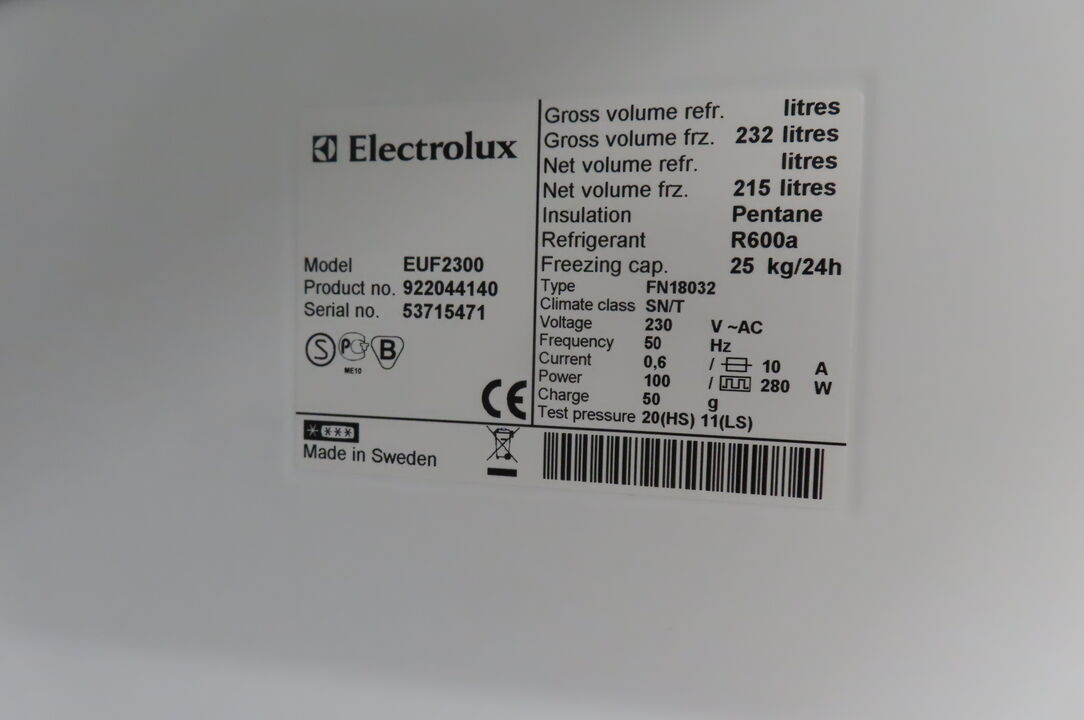 Electrolux
Model EUF2300
Product no. 922044140
Serial no. 53715471
S PCT B
ME10
CE
Made in Sweden
Gross volume refr. litres
Gross volume frz. 232 litres
Net volume refr. litres
Net volume frz. 215 litres
Insulation Pentane
Refrigerant R600a
Freezing cap. 25 kg/24h
Type FN18032
Climate class SN/T
Voltage 230 V ~AC
Frequency 50 Hz
Current 0,6 / 10 A
Power 100 / 280 W
Charge 50 g
Test pressure 20(HS) 11(LS)